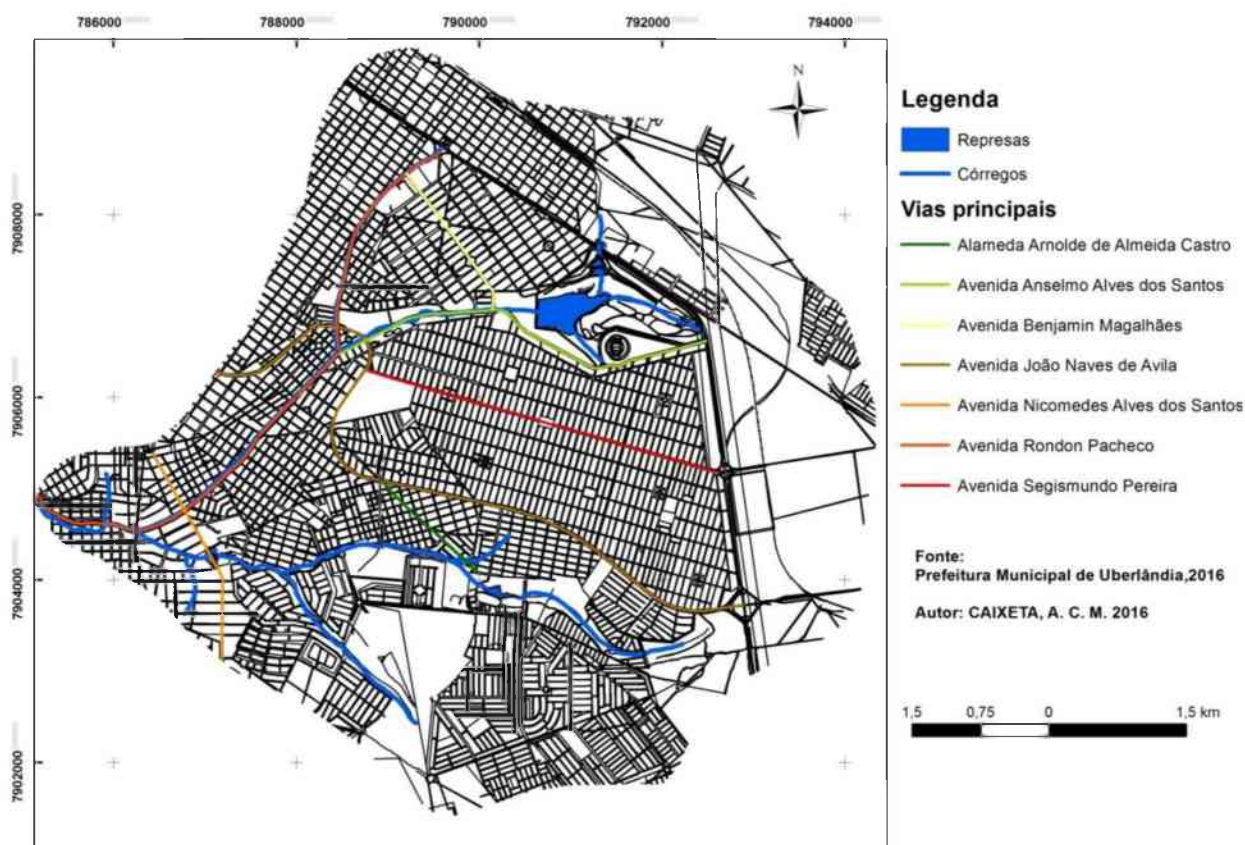 786000 788000 790000 792000 794000
N
7908000
7906000
7904000
7902000
Legenda
Represas
Córregos
Vias principais
Alameda Arnolde de Almeida Castro
Avenida Anselmo Alves dos Santos
Avenida Benjamin Magalhães
Avenida João Naves de Avila
Avenida Nicomedes Alves dos Santos
Avenida Rondon Pacheco
Avenida Segismundo Pereira
Fonte:
Prefeitura Municipal de Uberlândia,2016
Autor: CAIXETA, A. C. M. 2016
1,5 0,75 0 1,5 km